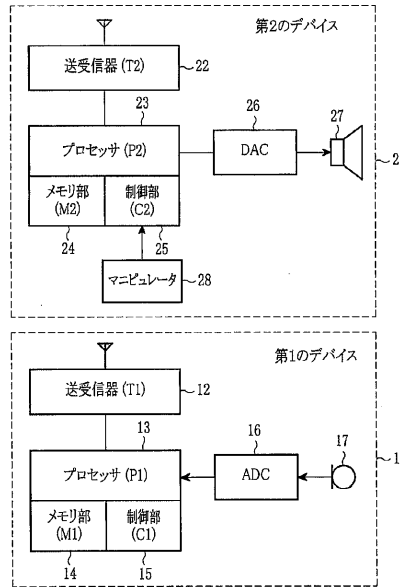 第2のデバイス
送受信器(T2)
22
23
プロセッサ(P2)
メモリ部
(M2)
制御部
(C2)
24
25
26
DAC
27
2
マニピュレータ
28
第1のデバイス
送受信器(T1)
12
13
プロセッサ(P1)
メモリ部
(M1)
制御部
(C1)
14
15
16
ADC
17
1